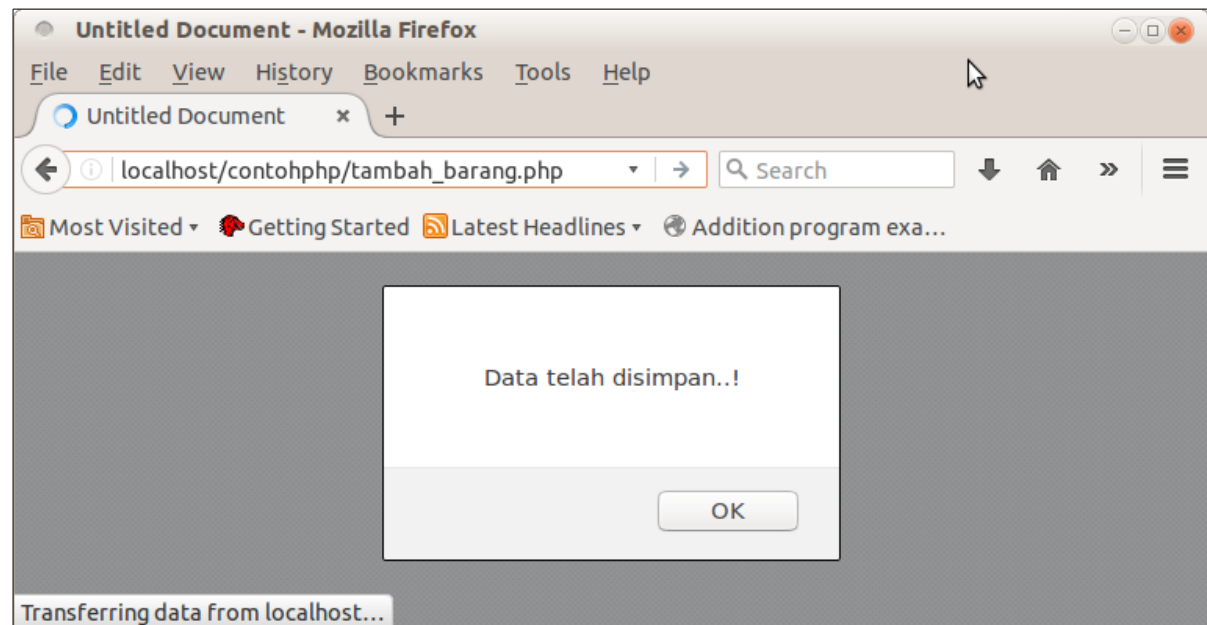 Untitled Document - Mozilla Firefox
File Edit View History Bookmarks Tools Help
Untitled Document × +
localhost/contohphp/tambah_barang.php Search
Most Visited Getting Started Latest Headlines Addition program exa...
Data telah disimpan..!
OK
Transferring data from localhost...